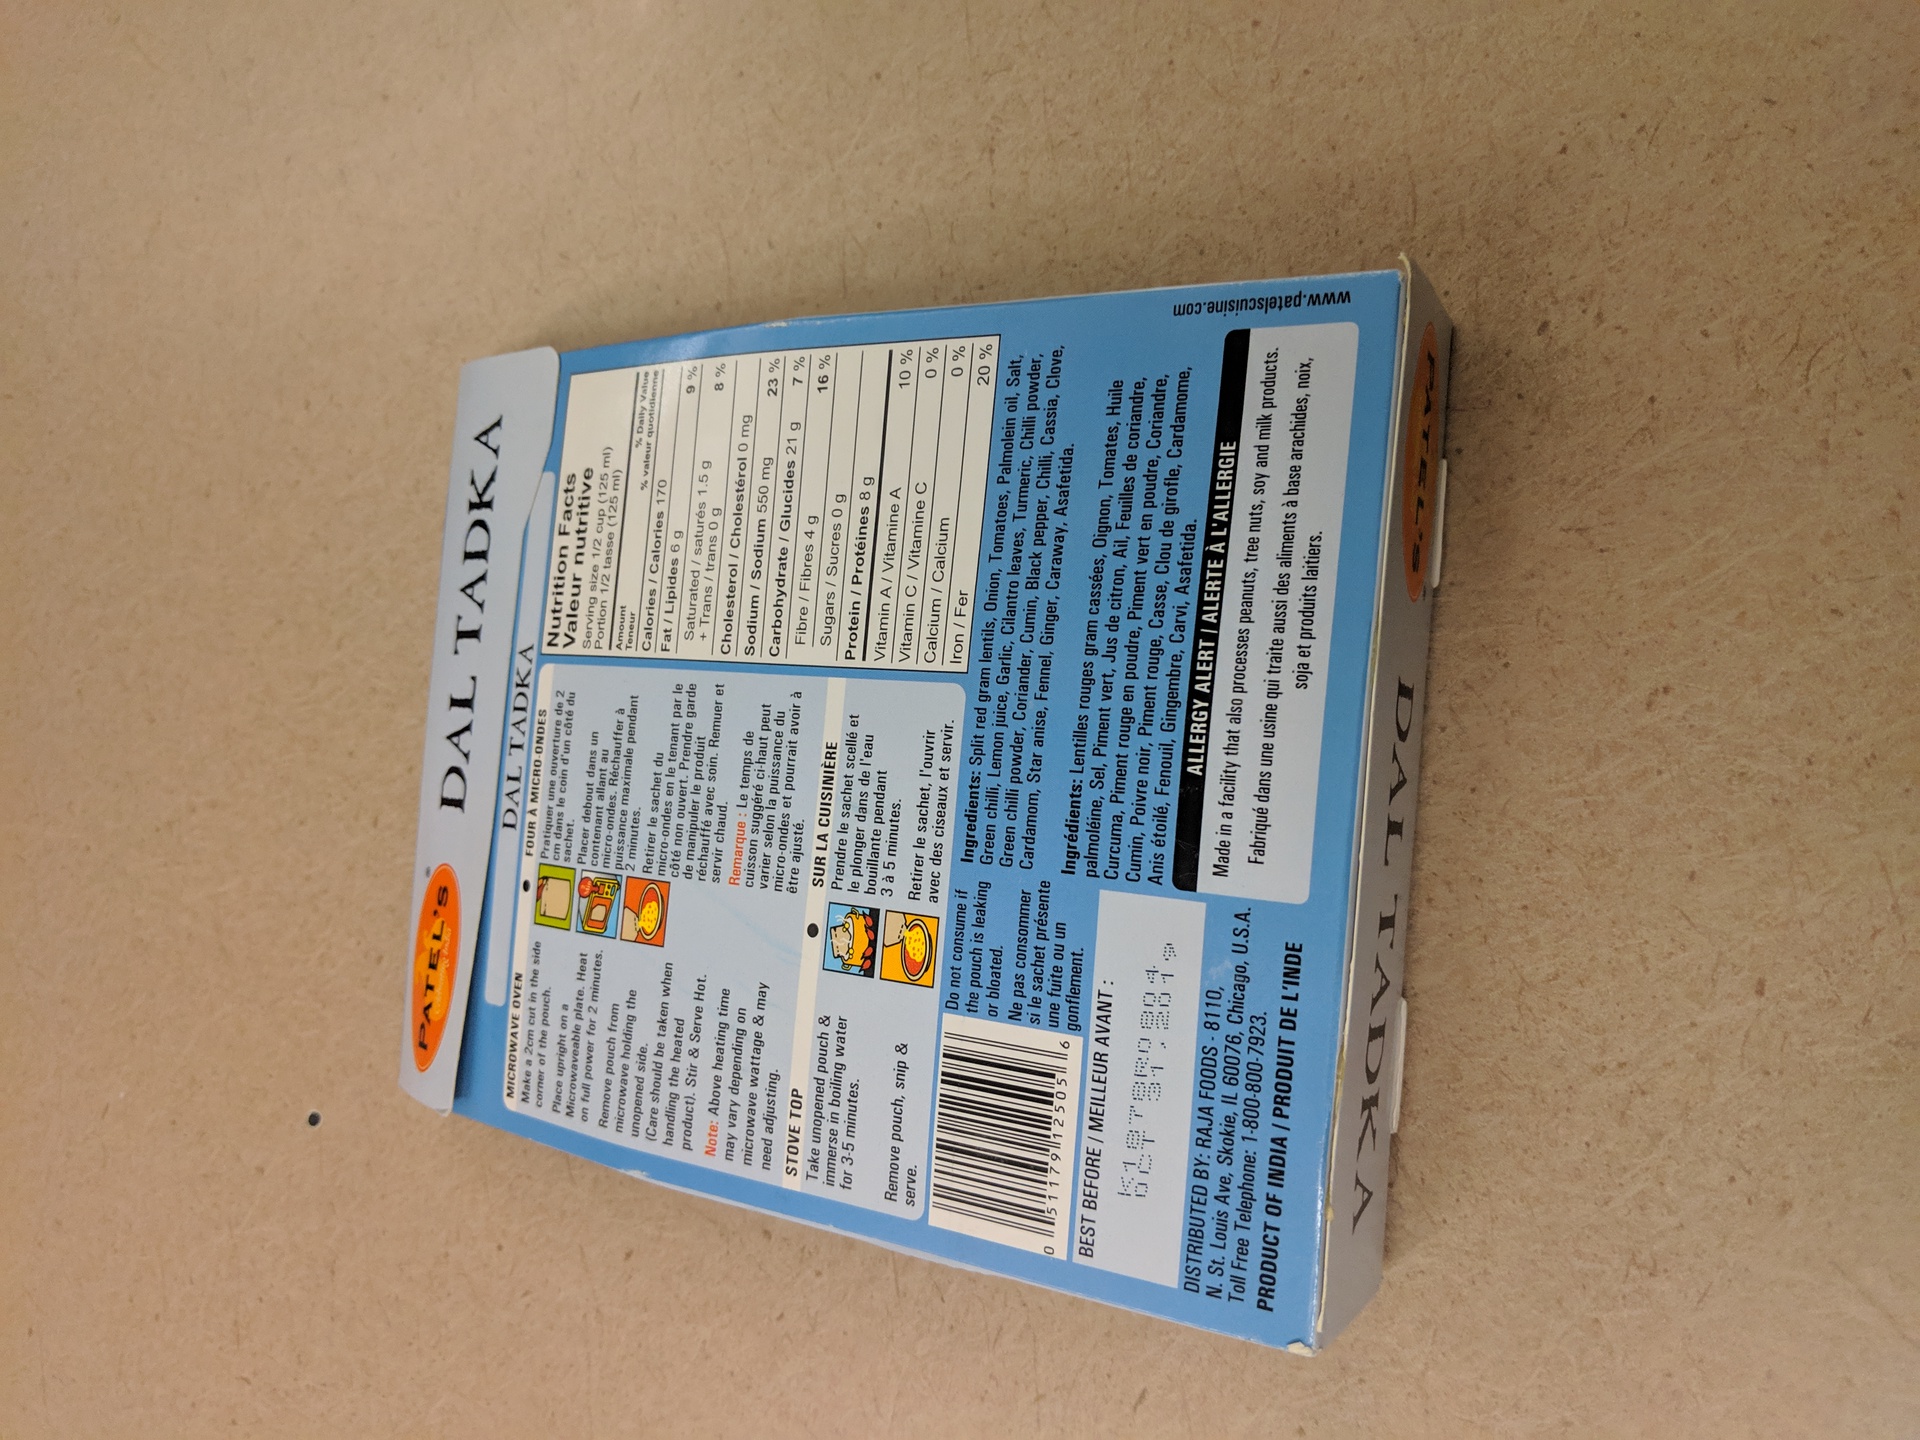 PATEL'S
DAL TADKA
DAL TADKA
MICROWAVE OVEN
Make a 2cm cut in the side
corner of the pouch.
Place upright on a
Microwaveable plate. Heat
on full power for 2 minutes.
Remove pouch from
microwave holding the
unopened side.
(Care should be taken when
handling the heated
product). Stir & Serve Hot.
Note: Above heating time
may vary depending on
microwave wattage & may
need adjusting.
STOVE TOP
Take unopened pouch &
immerse in boiling water
for 3-5 minutes.
Remove pouch, snip &
serve.
FOUR À MICRO-ONDES
Pratiquer une ouverture de 2
cm dans le coin d'un côté du
sachet.
Placer debout dans un
contenant allant au
micro-ondes. Réchauffer à
puissance maximale pendant
2 minutes.
Retirer le sachet du
micro-ondes en le tenant par le
côté non ouvert. Prendre garde
de manipuler le produit
réchauffé avec soin. Remuer et
servir chaud.
Remarque : Le temps de
cuisson suggéré ci-haut peut
varier selon la puissance du
micro-ondes et pourrait avoir à
être ajusté.
SUR LA CUISINIÈRE
Prendre le sachet scellé et
le plonger dans de l'eau
bouillante pendant
3 à 5 minutes.
Retirer le sachet, l'ouvrir
avec des ciseaux et servir.
Nutrition Facts
Valeur nutritive
Serving size 1/2 cup (125 ml)
Portion 1/2 tasse (125 ml)
Amount % Daily Value
Teneur % valeur quotidienne
Calories / Calories 170
Fat / Lipides 6 g 9 %
Saturated / saturés 1.5 g
+ Trans / trans 0 g 8 %
Cholesterol / Cholestérol 0 mg
Sodium / Sodium 550 mg 23 %
Carbohydrate / Glucides 21 g 7 %
Fibre / Fibres 4 g 16 %
Sugars / Sucres 0 g
Protein / Protéines 8 g
Vitamin A / Vitamine A 10 %
Vitamin C / Vitamine C 0 %
Calcium / Calcium 0 %
Iron / Fer 20 %
0 51179 12505 6
Do not consume if
the pouch is leaking
or bloated.
Ne pas consommer
si le sachet présente
une fuite ou un
gonflement.
Ingredients: Split red gram lentils, Onion, Tomatoes, Palmolein oil, Salt,
Green chilli, Lemon juice, Garlic, Cilantro leaves, Turmeric, Chilli powder,
Green chilli powder, Coriander, Cumin, Black pepper, Chilli, Cassia, Clove,
Cardamom, Star anise, Fennel, Ginger, Caraway, Asafetida.
Ingrédients: Lentilles rouges gram cassées, Oignon, Tomates, Huile
palmoléine, Sel, Piment vert, Jus de citron, Ail, Feuilles de coriandre,
Curcuma, Piment rouge en poudre, Piment vert en poudre, Coriandre,
Cumin, Poivre noir, Piment rouge, Casse, Clou de girofle, Cardamome,
Anis étoilé, Fenouil, Gingembre, Carvi, Asafetida.
BEST BEFORE / MEILLEUR AVANT :
OCT 31, 2019
DISTRIBUTED BY: RAJA FOODS - 8110,
N. St. Louis Ave, Skokie, IL 60076, Chicago, U.S.A.
Toll Free Telephone: 1-800-800-7923.
PRODUCT OF INDIA / PRODUIT DE L'INDE
ALLERGY ALERT / ALERTE À L'ALLERGIE
Made in a facility that also processes peanuts, tree nuts, soy and milk products.
Fabriqué dans une usine qui traite aussi des aliments à base arachides, noix,
soja et produits laitiers.
www.patelscuisine.com
DAL TADKA
PATEL'S